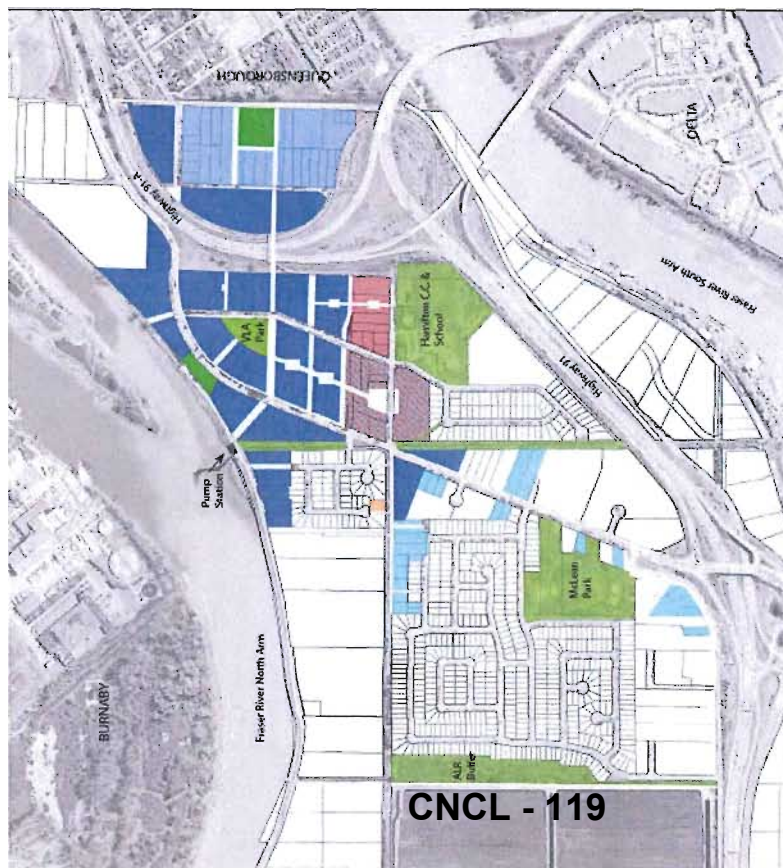 QUEENSBOROUGH
DELTA
Highway 91-A
Fraser River South Arm
VLA
Park
Hamilton C.C &
School
Highway 91
Pump
Station
McLean
Park
Fraser River North Arm
BURNABY
ALR
Buffer
CNCL - 119